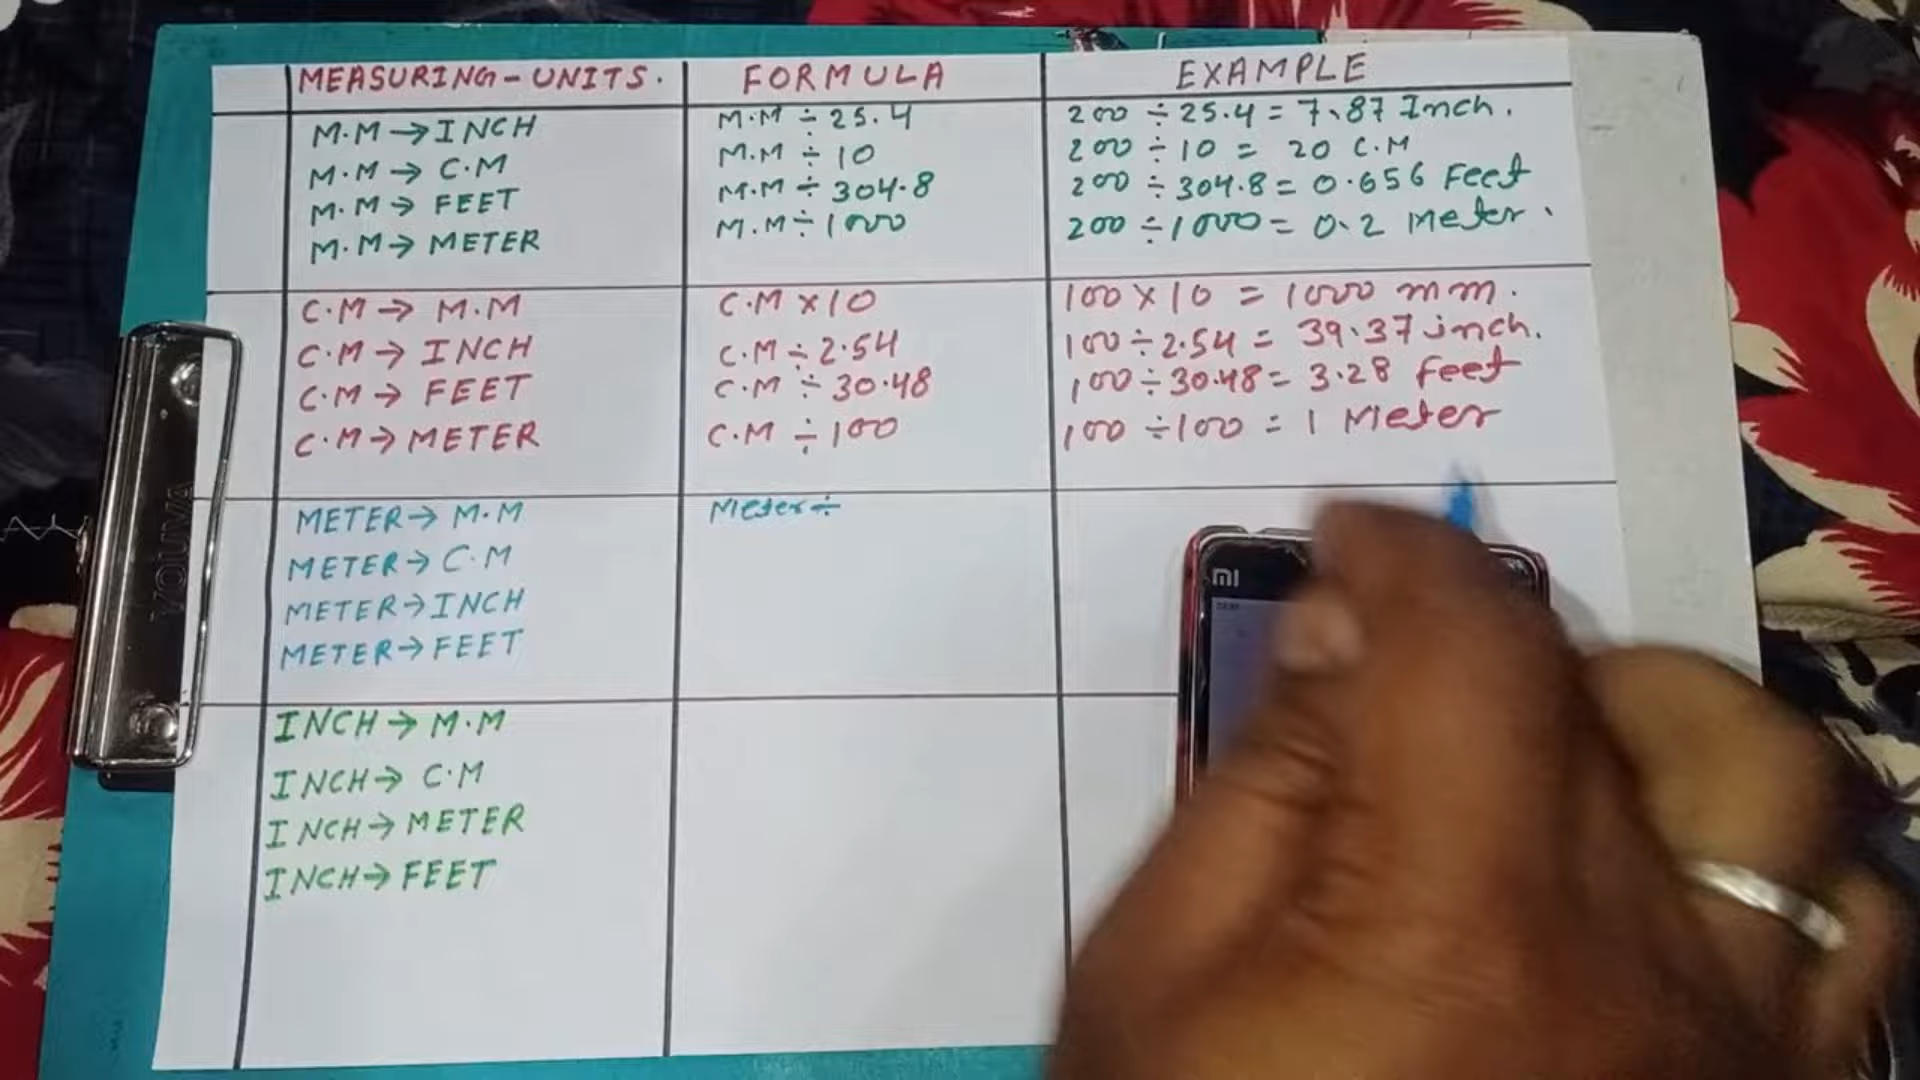 MEASURING-UNITS. FORMULA EXAMPLE
M.M → INCH M.M ÷ 25.4 200 ÷ 25.4 = 7.87 Inch.
M.M → C.M M.M ÷ 10 200 ÷ 10 = 20 C.M
M.M → FEET M.M ÷ 304.8 200 ÷ 304.8 = 0.656 Feet
M.M → METER M.M ÷ 1000 200 ÷ 1000 = 0.2 Meter.
C.M → M.M C.M × 10 100 × 10 = 1000 mm.
C.M → INCH C.M ÷ 2.54 100 ÷ 2.54 = 39.37 inch.
C.M → FEET C.M ÷ 30.48 100 ÷ 30.48 = 3.28 Feet
C.M → METER C.M ÷ 100 100 ÷ 100 = 1 Meter
METER → M.M Meter ÷
METER → C.M
METER → INCH
METER → FEET
INCH → M.M
INCH → C.M
INCH → METER
INCH → FEET
YOUVA
MI